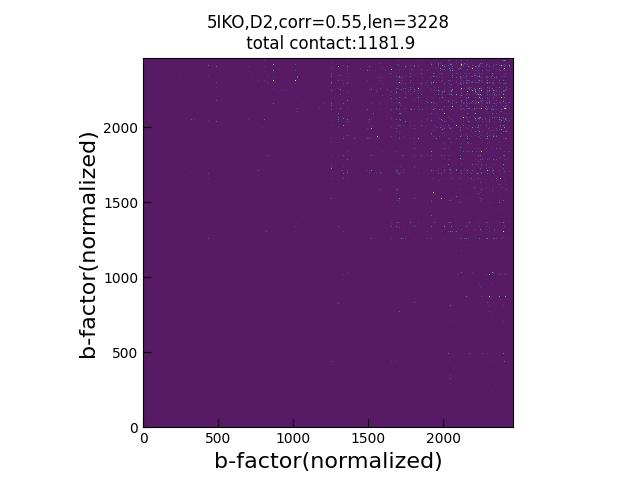 5IKO,D2,corr=0.55,len=3228
total contact:1181.9
b-factor(normalized)
2000
1500
1000
500
0
0 500 1000 1500 2000
b-factor(normalized)